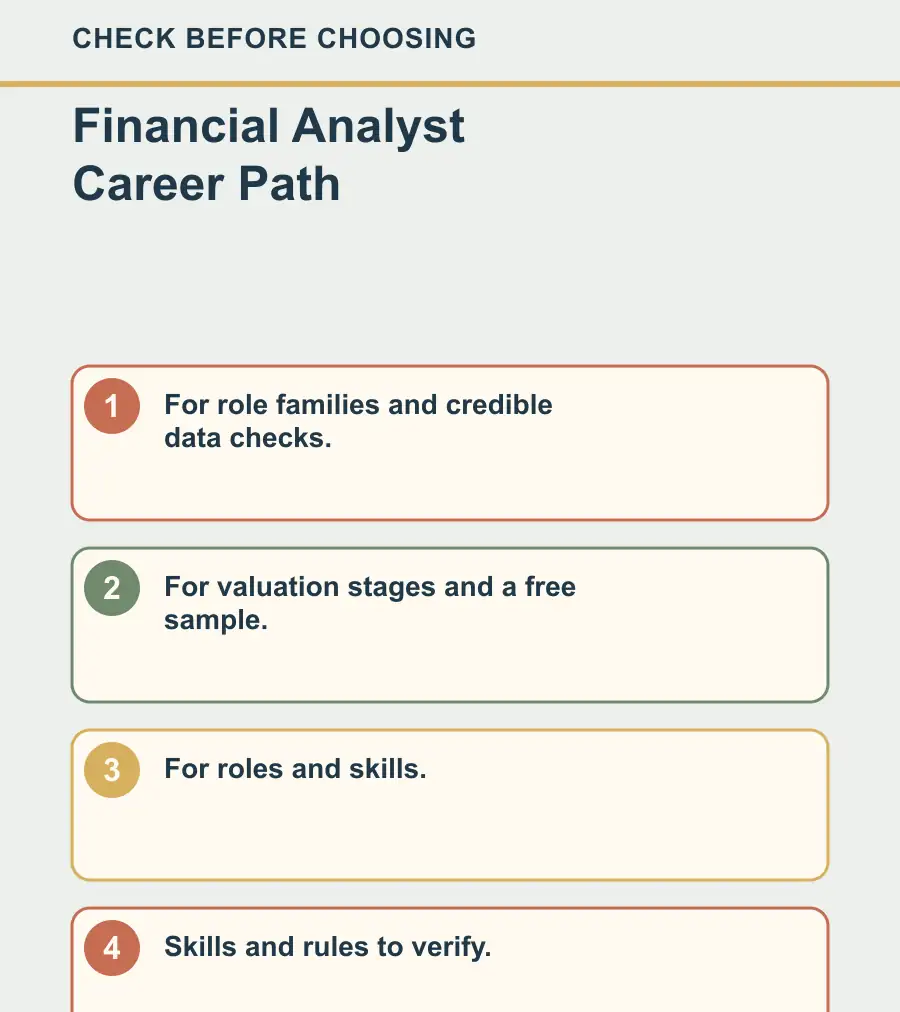 CHECK BEFORE CHOOSING
Financial Analyst
Career Path
1
For role families and credible
data checks.
2
For valuation stages and a free
sample.
3
For roles and skills.
4
Skills and rules to verify.